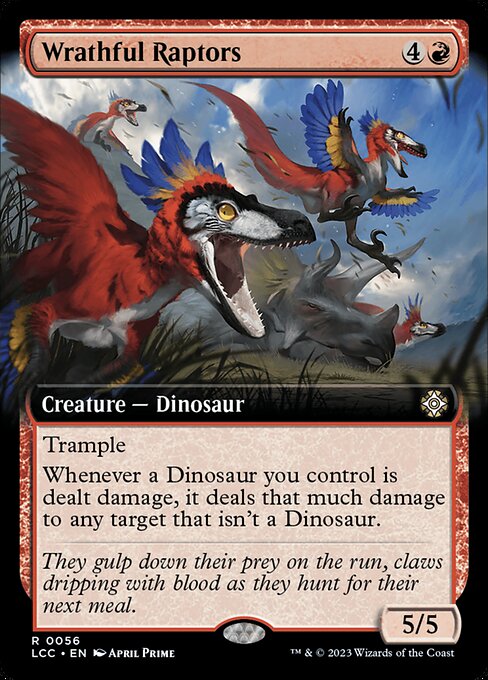 Wrathful Raptors 4
Creature — Dinosaur
Trample
Whenever a Dinosaur you control is
dealt damage, it deals that much damage
to any target that isn't a Dinosaur.
They gulp down their prey on the run, claws
dripping with blood as they hunt for their
next meal.
5/5
R 0056
LCC • EN April Prime
™ & © 2023 Wizards of the Coast